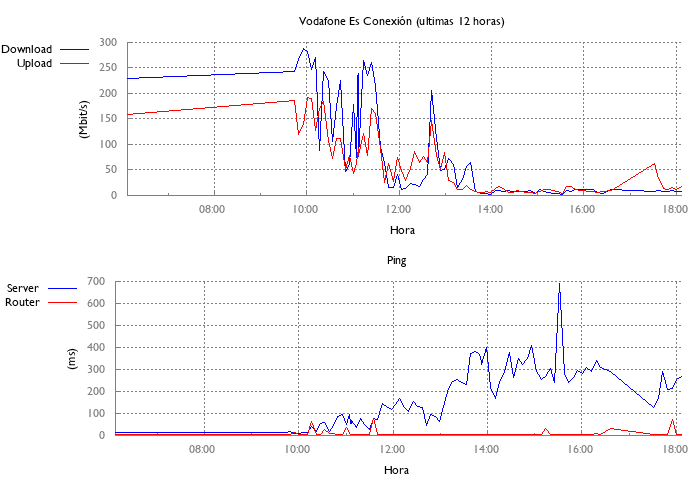 Vodafone Es Conexión (ultimas 12 horas)
Download
Upload
300
250
200
150
100
50
0
(Mbit/s)
08:00 10:00 12:00 14:00 16:00 18:00
Hora
Ping
Server
Router
700
600
500
400
300
200
100
0
(ms)
08:00 10:00 12:00 14:00 16:00 18:00
Hora